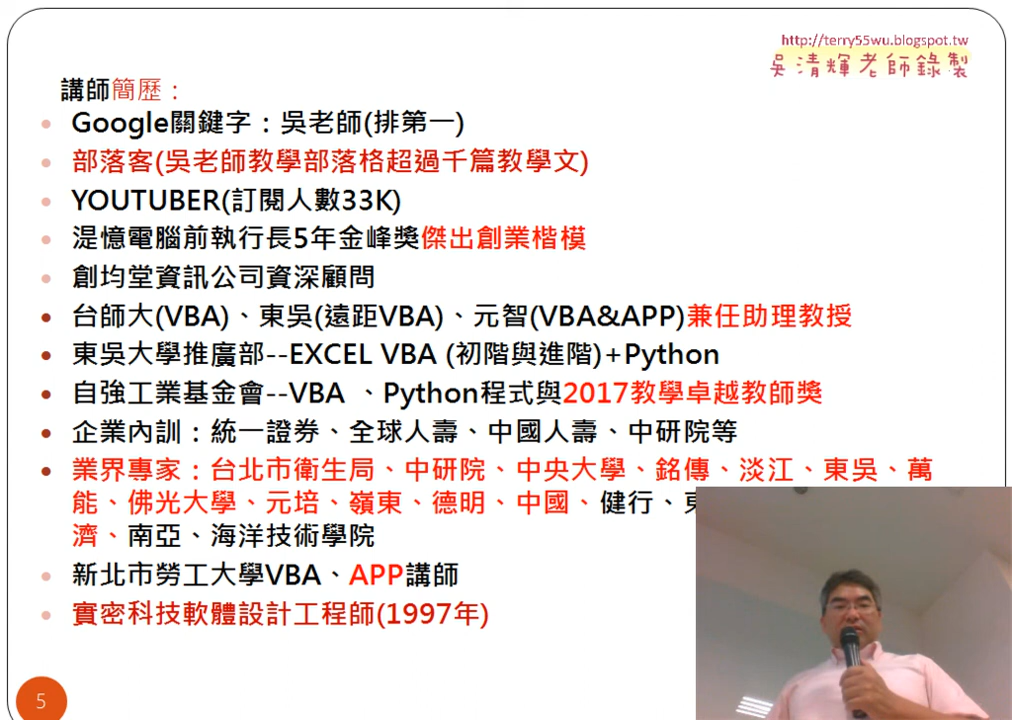 http://terry55wu.blogspot.tw
吳清輝老師錄製
講師簡歷：
Google關鍵字：吳老師(排第一)
部落客(吳老師教學部落格超過千篇教學文)
YOUTUBER(訂閱人數33K)
湜憶電腦前執行長5年金峰獎傑出創業楷模
創均堂資訊公司資深顧問
台師大(VBA)、東吳(遠距VBA)、元智(VBA&APP)兼任助理教授
東吳大學推廣部--EXCEL VBA (初階與進階)+Python
自強工業基金會--VBA 、Python程式與2017教學卓越教師獎
企業內訓：統一證券、全球人壽、中國人壽、中研院等
業界專家：台北市衛生局、中研院、中央大學、銘傳、淡江、東吳、萬
能、佛光大學、元培、嶺東、德明、中國、健行、
濟、南亞、海洋技術學院
新北市勞工大學VBA、APP講師
實密科技軟體設計工程師(1997年)
5